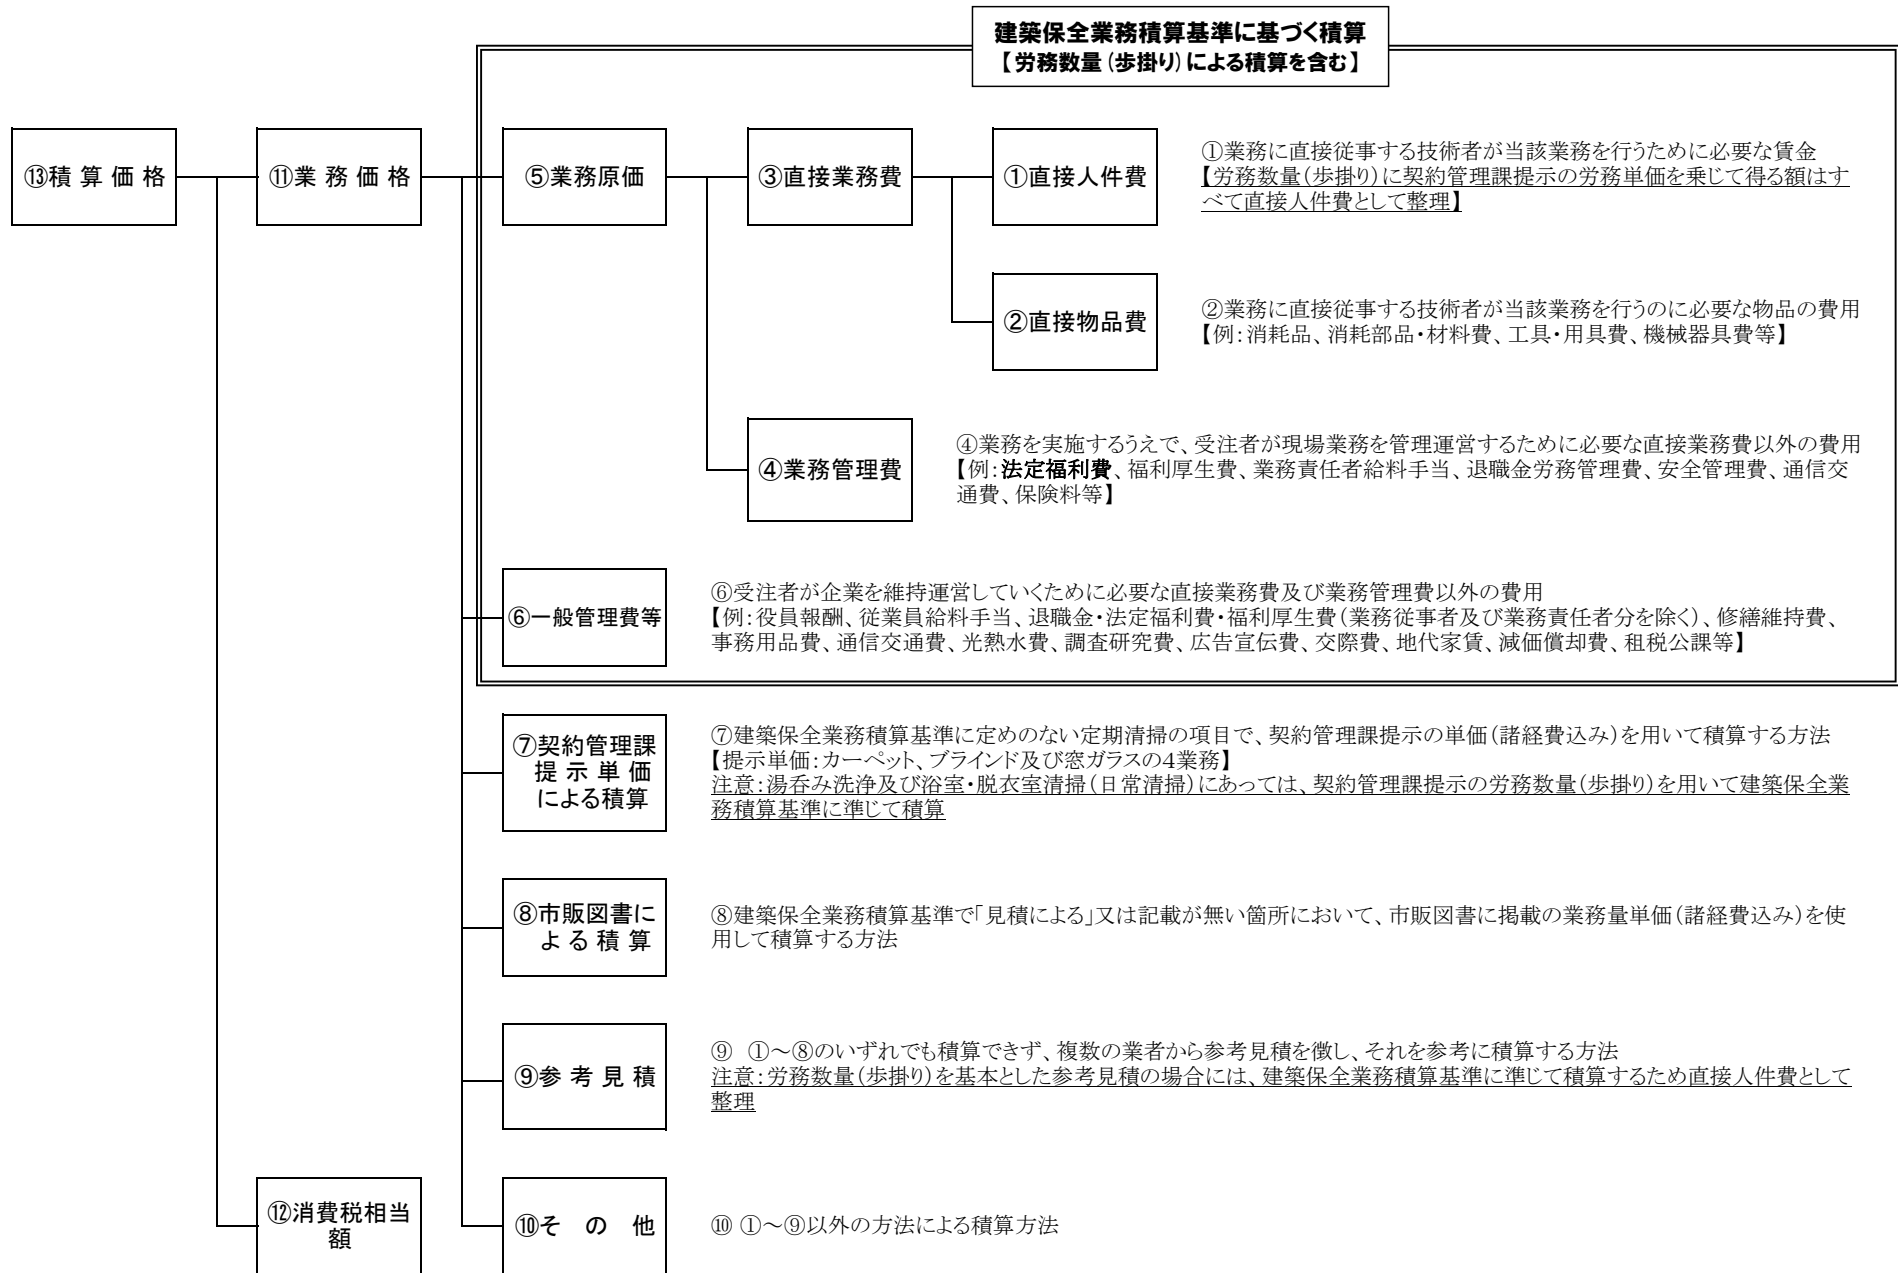 建築保全業務積算基準に基づく積算
【労務数量(歩掛り)による積算を含む】
⑬積算価格
⑪業務価格
⑤業務原価
③直接業務費
①直接人件費
①業務に直接従事する技術者が当該業務を行うために必要な賃金
【労務数量(歩掛り)に契約管理課提示の労務単価を乗じて得る額はす
べて直接人件費として整理】
②直接物品費
②業務に直接従事する技術者が当該業務を行うのに必要な物品の費用
【例:消耗品、消耗部品・材料費、工具・用具費、機械器具費等】
④業務管理費
④業務を実施するうえで、受注者が現場業務を管理運営するために必要な直接業務費以外の費用
【例:法定福利費、福利厚生費、業務責任者給料手当、退職金労務管理費、安全管理費、通信交
通費、保険料等】
⑥一般管理費等
⑥受注者が企業を維持運営していくために必要な直接業務費及び業務管理費以外の費用
【例:役員報酬、従業員給料手当、退職金・法定福利費・福利厚生費(業務従事者及び業務責任者分を除く)、修繕維持費、
事務用品費、通信交通費、光熱水費、調査研究費、広告宣伝費、交際費、地代家賃、減価償却費、租税公課等】
⑦契約管理課
提示単価
による積算
⑦建築保全業務積算基準に定めのない定期清掃の項目で、契約管理課提示の単価(諸経費込み)を用いて積算する方法
【提示単価:カーペット、ブラインド及び窓ガラスの4業務】
注意:湯呑み洗浄及び浴室・脱衣室清掃(日常清掃)にあっては、契約管理課提示の労務数量(歩掛り)を用いて建築保全業
務積算基準に準じて積算
⑧市販図書に
よる積算
⑧建築保全業務積算基準で「見積による」又は記載が無い箇所において、市販図書に掲載の業務量単価(諸経費込み)を使
用して積算する方法
⑨参考見積
⑨ ①～⑧のいずれでも積算できず、複数の業者から参考見積を徴し、それを参考に積算する方法
注意:労務数量(歩掛り)を基本とした参考見積の場合には、建築保全業務積算基準に準じて積算するため直接人件費として
整理
⑫消費税相当
額
⑩その他
⑩ ①～⑨以外の方法による積算方法